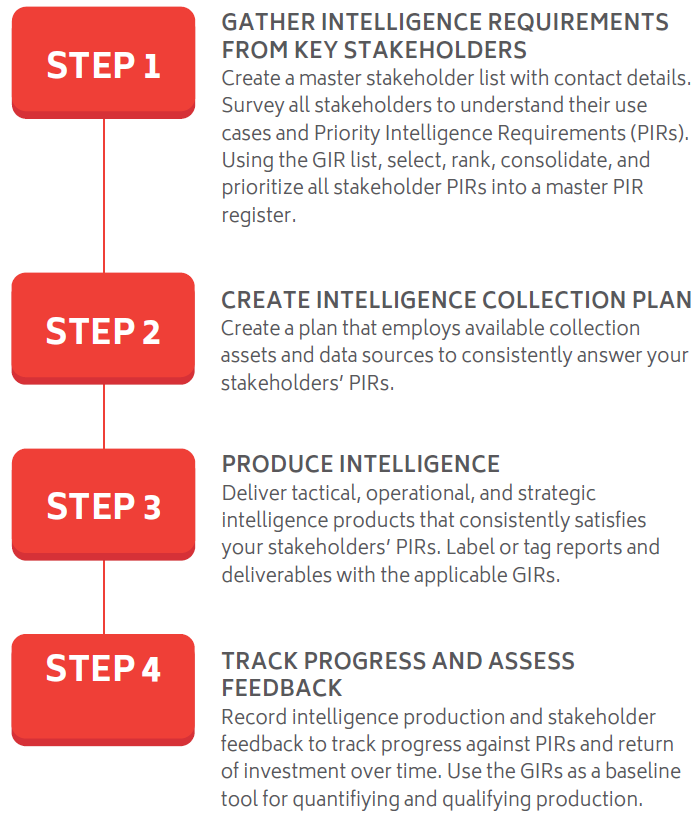 STEP 1
GATHER INTELLIGENCE REQUIREMENTS
FROM KEY STAKEHOLDERS
Create a master stakeholder list with contact details.
Survey all stakeholders to understand their use
cases and Priority Intelligence Requirements (PIRs).
Using the GIR list, select, rank, consolidate, and
prioritize all stakeholder PIRs into a master PIR
register.
STEP 2
CREATE INTELLIGENCE COLLECTION PLAN
Create a plan that employs available collection
assets and data sources to consistently answer your
stakeholders’ PIRs.
STEP 3
PRODUCE INTELLIGENCE
Deliver tactical, operational, and strategic
intelligence products that consistently satisfies
your stakeholders’ PIRs. Label or tag reports and
deliverables with the applicable GIRs.
STEP 4
TRACK PROGRESS AND ASSESS
FEEDBACK
Record intelligence production and stakeholder
feedback to track progress against PIRs and return
of investment over time. Use the GIRs as a baseline
tool for quantifiying and qualifying production.